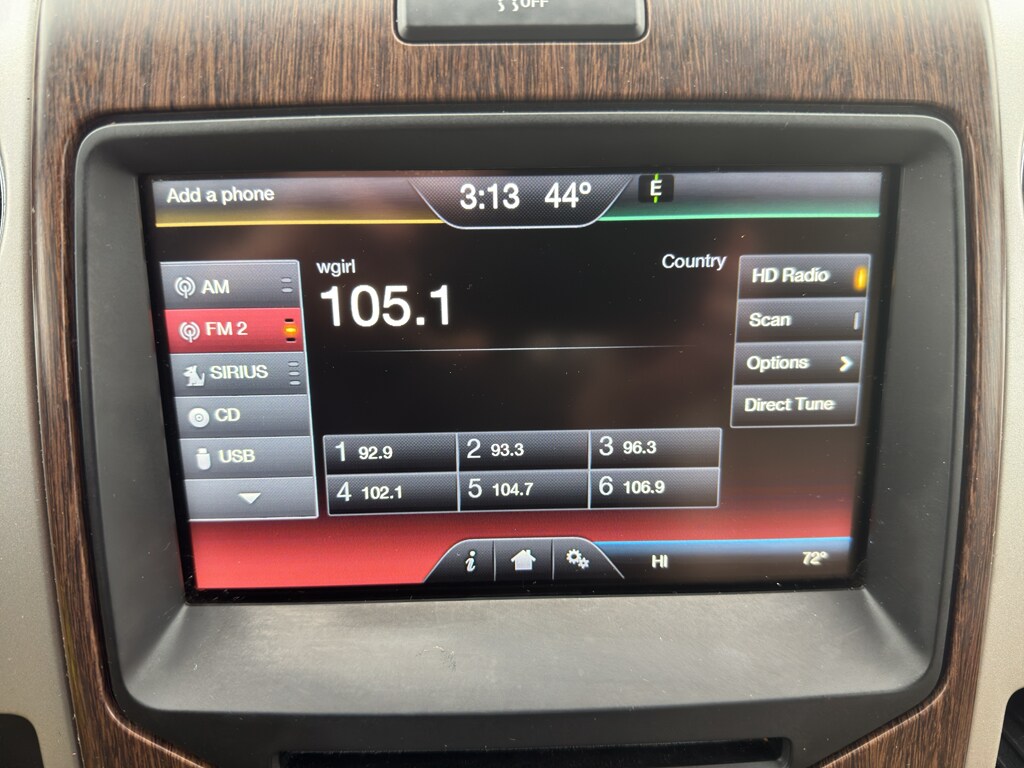 OFF
Add a phone
3:13 44°
E
AM
FM 2
SIRIUS
CD
USB
wgirl
105.1
Country
HD Radio
Scan
Options
Direct Tune
1 92.9 2 93.3 3 96.3
4 102.1 5 104.7 6 106.9
i
HI
72°